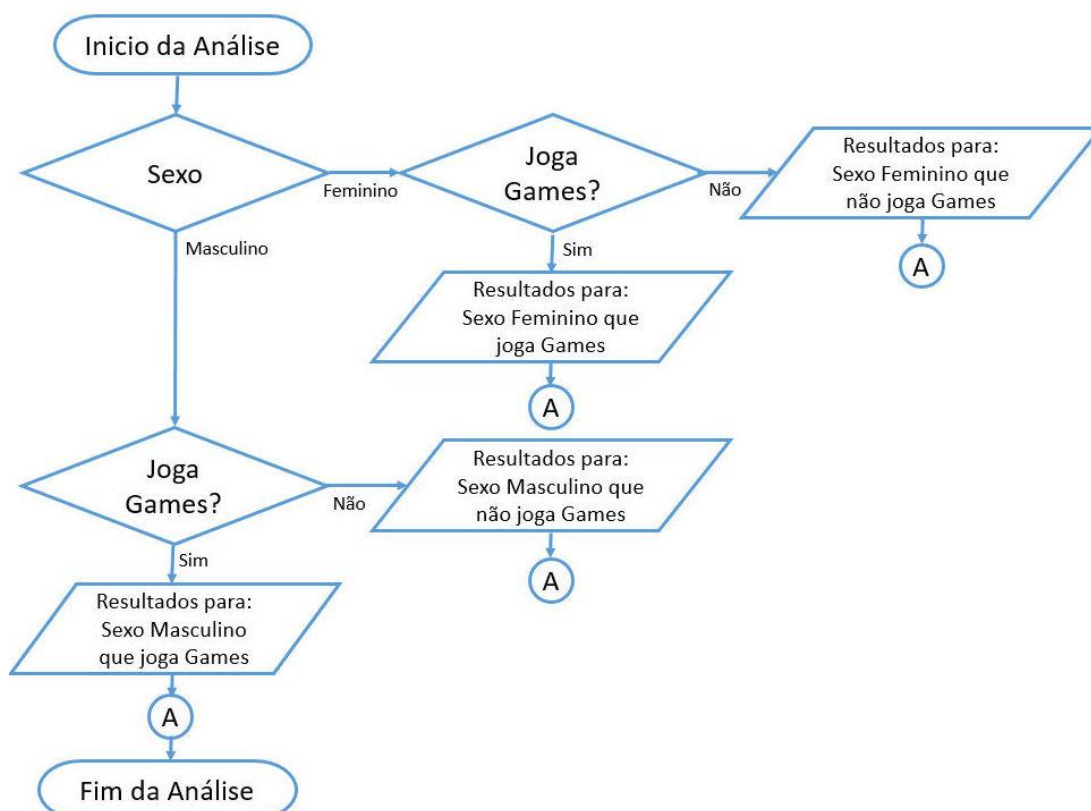 Inicio da Análise
Sexo
Feminino
Masculino
Joga
Games?
Não
Sim
Resultados para:
Sexo Feminino que
não joga Games
A
Resultados para:
Sexo Feminino que
joga Games
A
Joga
Games?
Não
Sim
Resultados para:
Sexo Masculino que
não joga Games
A
Resultados para:
Sexo Masculino
que joga Games
A
Fim da Análise